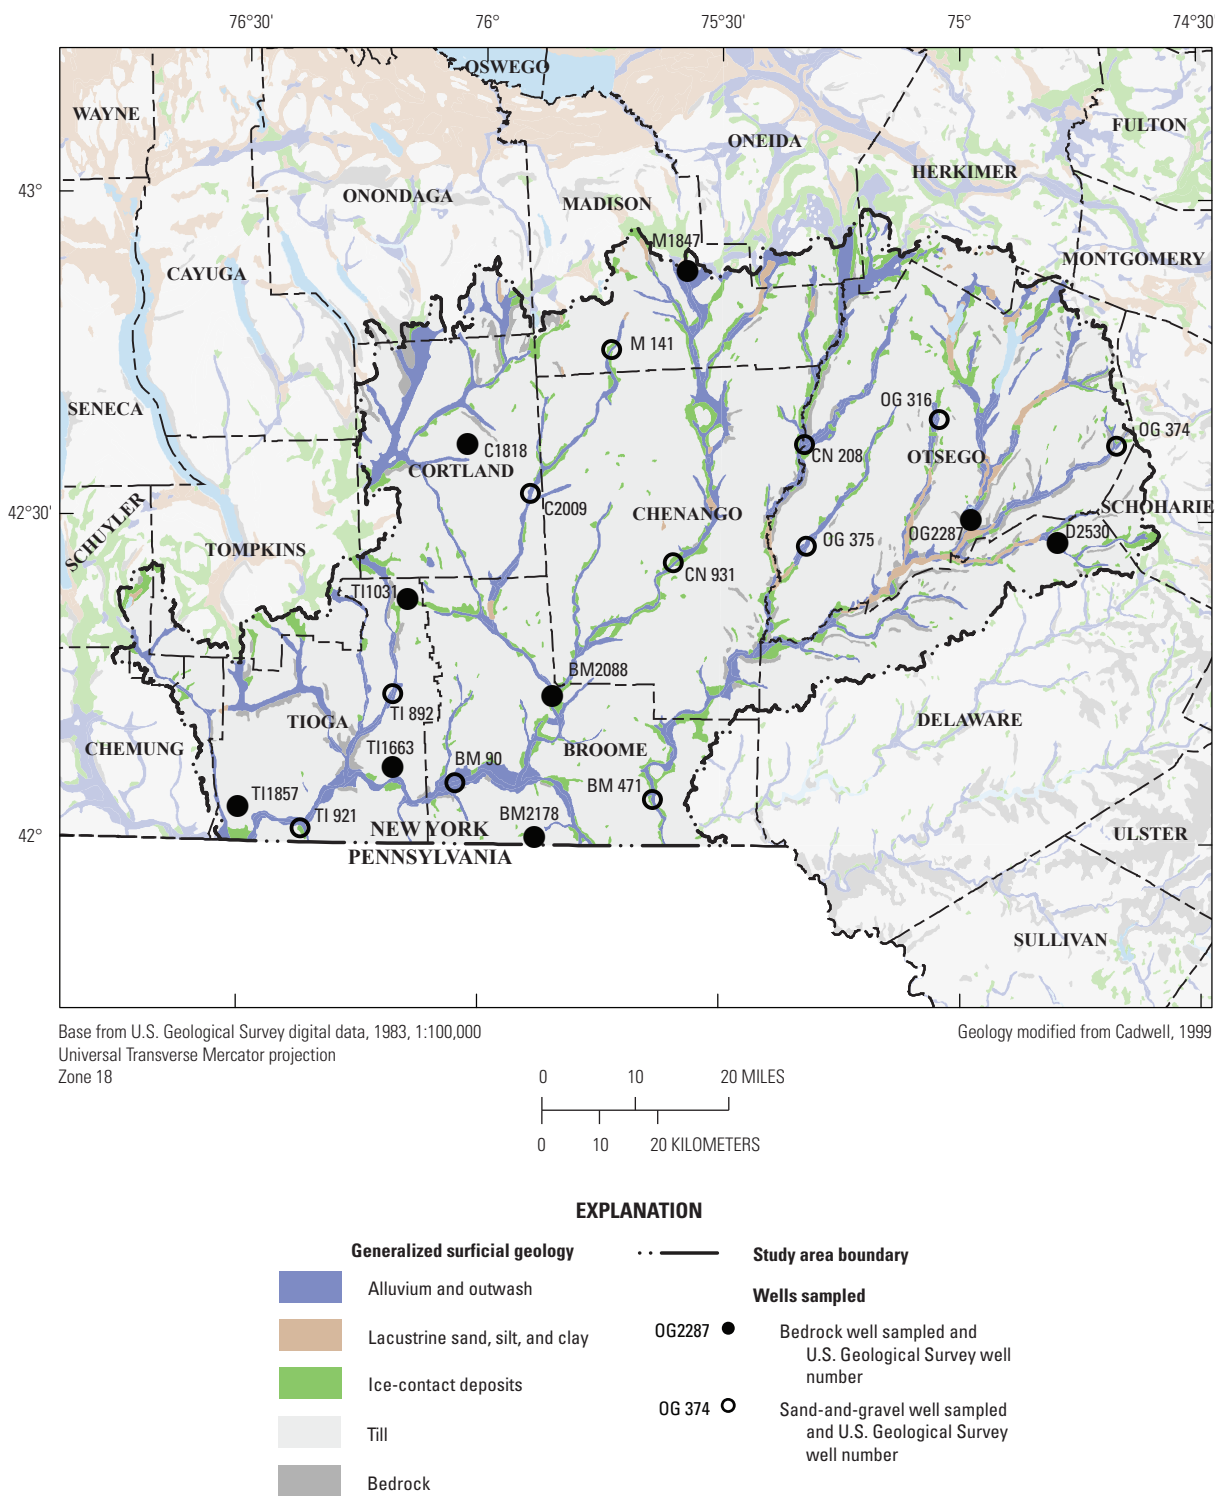 76°30' 76° 75°30' 75° 74°30'
OSWEGO
WAYNE
FULTON
ONEIDA
HERKIMER
43°
ONONDAGA
MADISON
M1847
MONTGOMERY
CAYUGA
M 141
SENECA
OG 316
OG 374
C1818
CORTLAND
CN 208
OTSEGO
C2009
CHENANGO
SCHOHARIE
42°30'
SCHUYLER
OG2287
D2530
OG 375
TOMPKINS
CN 931
TI1031
BM2088
TI 892
TIOGA
DELAWARE
CHEMUNG
TI1663
BM 90
BROOME
BM 471
TI1857
TI 921
BM2178
42°
NEW YORK
ULSTER
PENNSYLVANIA
SULLIVAN
Base from U.S. Geological Survey digital data, 1983, 1:100,000
Universal Transverse Mercator projection
Zone 18
Geology modified from Cadwell, 1999
0 10 20 MILES
0 10 20 KILOMETERS
EXPLANATION
Generalized surficial geology
Alluvium and outwash
Lacustrine sand, silt, and clay
Ice-contact deposits
Till
Bedrock
Study area boundary
Wells sampled
OG2287 Bedrock well sampled and
U.S. Geological Survey well
number
OG 374 Sand-and-gravel well sampled
and U.S. Geological Survey
well number